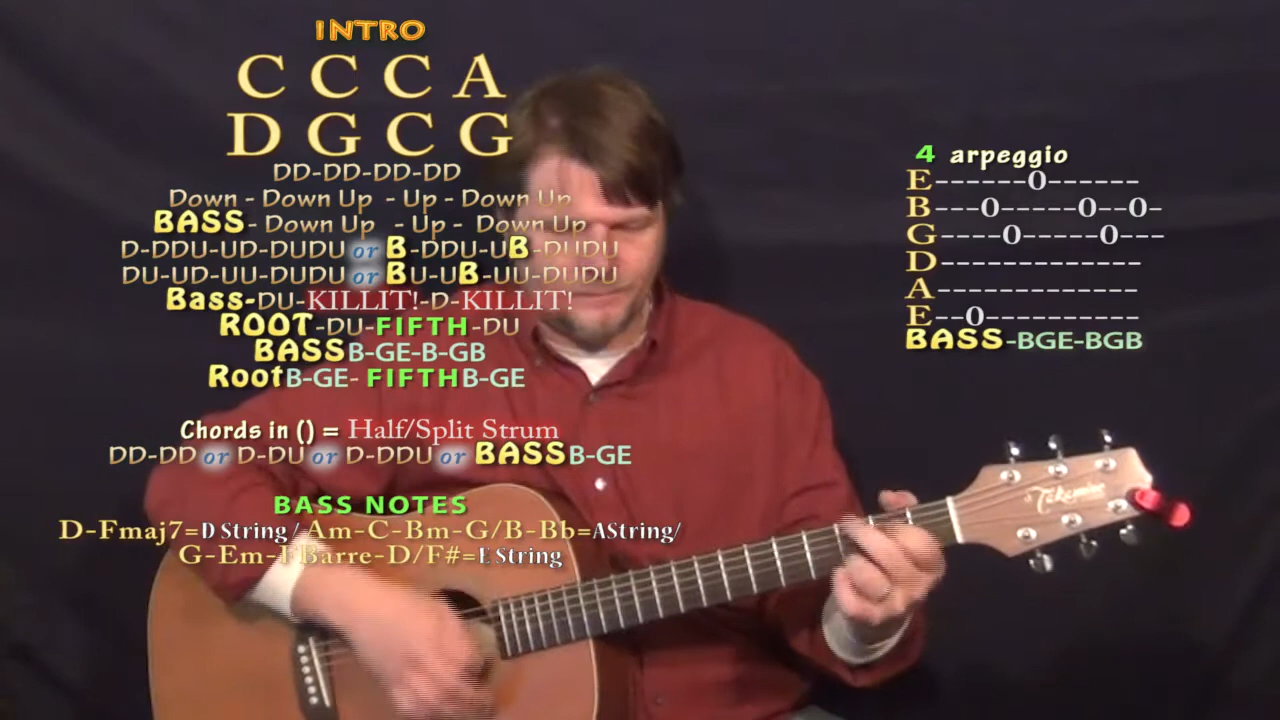 INTRO
C C C A
D G C G
DD-DD-DD-DD
Down - Down Up - Up - Down Up
BASS - Down Up - Up - Down Up
D-DDU-UD-DUDU or B-DDU-UB-DUDU
DU-UD-UU-DUDU or BU-UB-UU-DUDU
Bass-DU-KILLIT!-D-KILLIT!
ROOT-DU-FIFTH-DU
BASSB-GE-B-GB
RootB-GE- FIFTHB-GE
Chords in () = Half/Split Strum
DD-DD or D-DU or D-DDU or BASSB-GE
BASS NOTES
D-Fmaj7=D String / Am-C-Bm-G/B-Bb=AString/
G-Em-FBarre-D/F#=E String
4 arpeggio
E------0------
B---0----0--0-
G----0----0---
D-------------
A-------------
E--0----------
BASS-BGE-BGB
Takamine